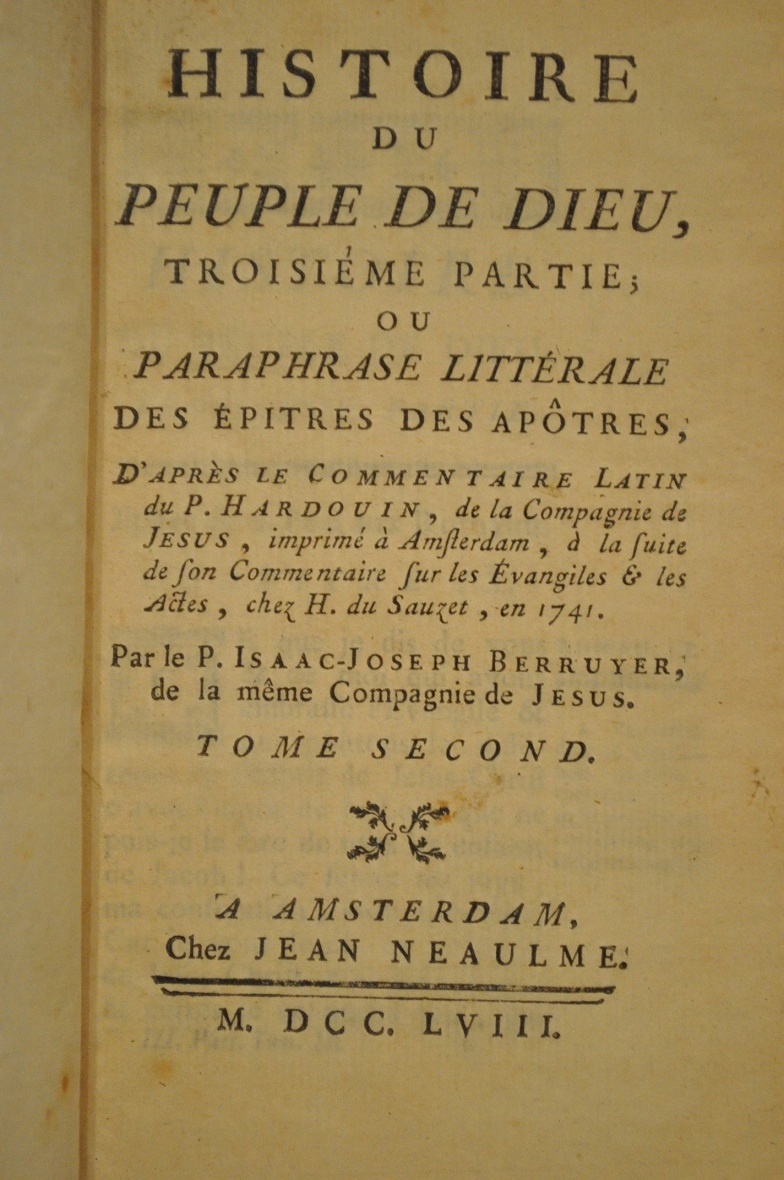 HISTOIRE
DU
PEUPLE DE DIEU,
TROISIÉME PARTIE;
OU
PARAPHRASE LITTÉRALE
DES ÉPITRES DES APÔTRES,
D'APRÈS LE COMMENTAIRE LATIN
du P. HARDOUIN, de la Compagnie de
JESUS, imprimé à Amſterdam, à la ſuite
de ſon Commentaire ſur les Évangiles & les
Actes, chez H. du Sauzet, en 1741.
Par le P. ISAAC-JOSEPH BERRUYER,
de la même Compagnie de JESUS.
TOME SECOND.
A AMSTERDAM,
Chez JEAN NEAULME.
M. DCC. LVIII.